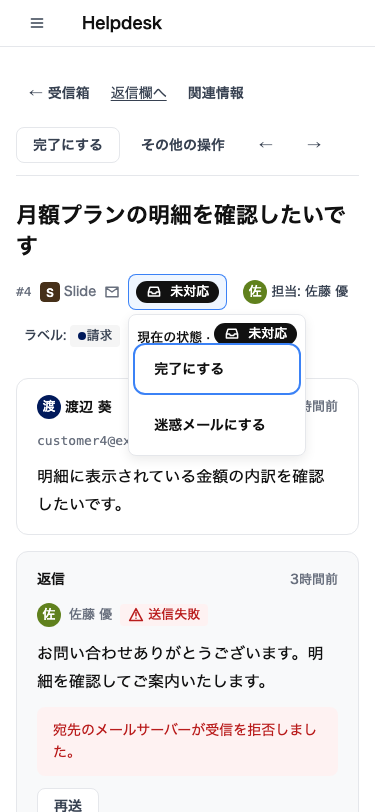 Helpdesk
← 受信箱 返信欄へ 関連情報
完了にする その他の操作 ← →
月額プランの明細を確認したいで
す
#4 S Slide 未対応 佐 担当: 佐藤 優
ラベル: 請求
現在の状態 · 未対応
完了にする
迷惑メールにする
渡 渡辺 葵 時間前
customer4@ex
明細に表示されている金額の内訳を確認
したいです。
返信 3時間前
佐 佐藤 優 送信失敗
お問い合わせありがとうございます。明
細を確認してご案内いたします。
宛先のメールサーバーが受信を拒否しまし
た。
再送